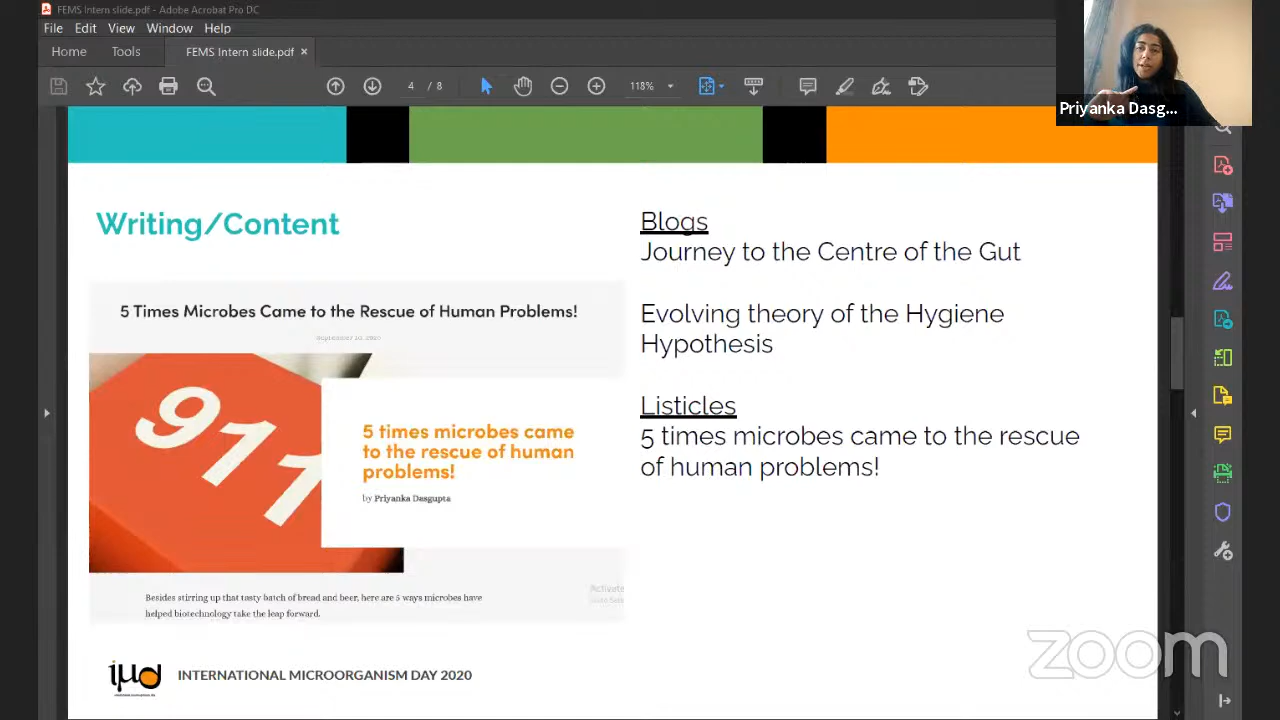 FEMS Intern slide.pdf - Adobe Acrobat Pro DC
File Edit View Window Help
Home Tools FEMS Intern slide.pdf ×
4 / 8 118%
Priyanka Dasg...
Writing/Content
5 Times Microbes Came to the Rescue of Human Problems!
September 10, 2020
911
5 times microbes came
to the rescue of human
problems!
by Priyanka Dasgupta
Besides stirring up that tasty batch of bread and beer, here are 5 ways microbes have
helped biotechnology take the leap forward.
Activate
Blogs
Journey to the Centre of the Gut
Evolving theory of the Hygiene
Hypothesis
Listicles
5 times microbes came to the rescue
of human problems!
INTERNATIONAL MICROORGANISM DAY 2020
zoom